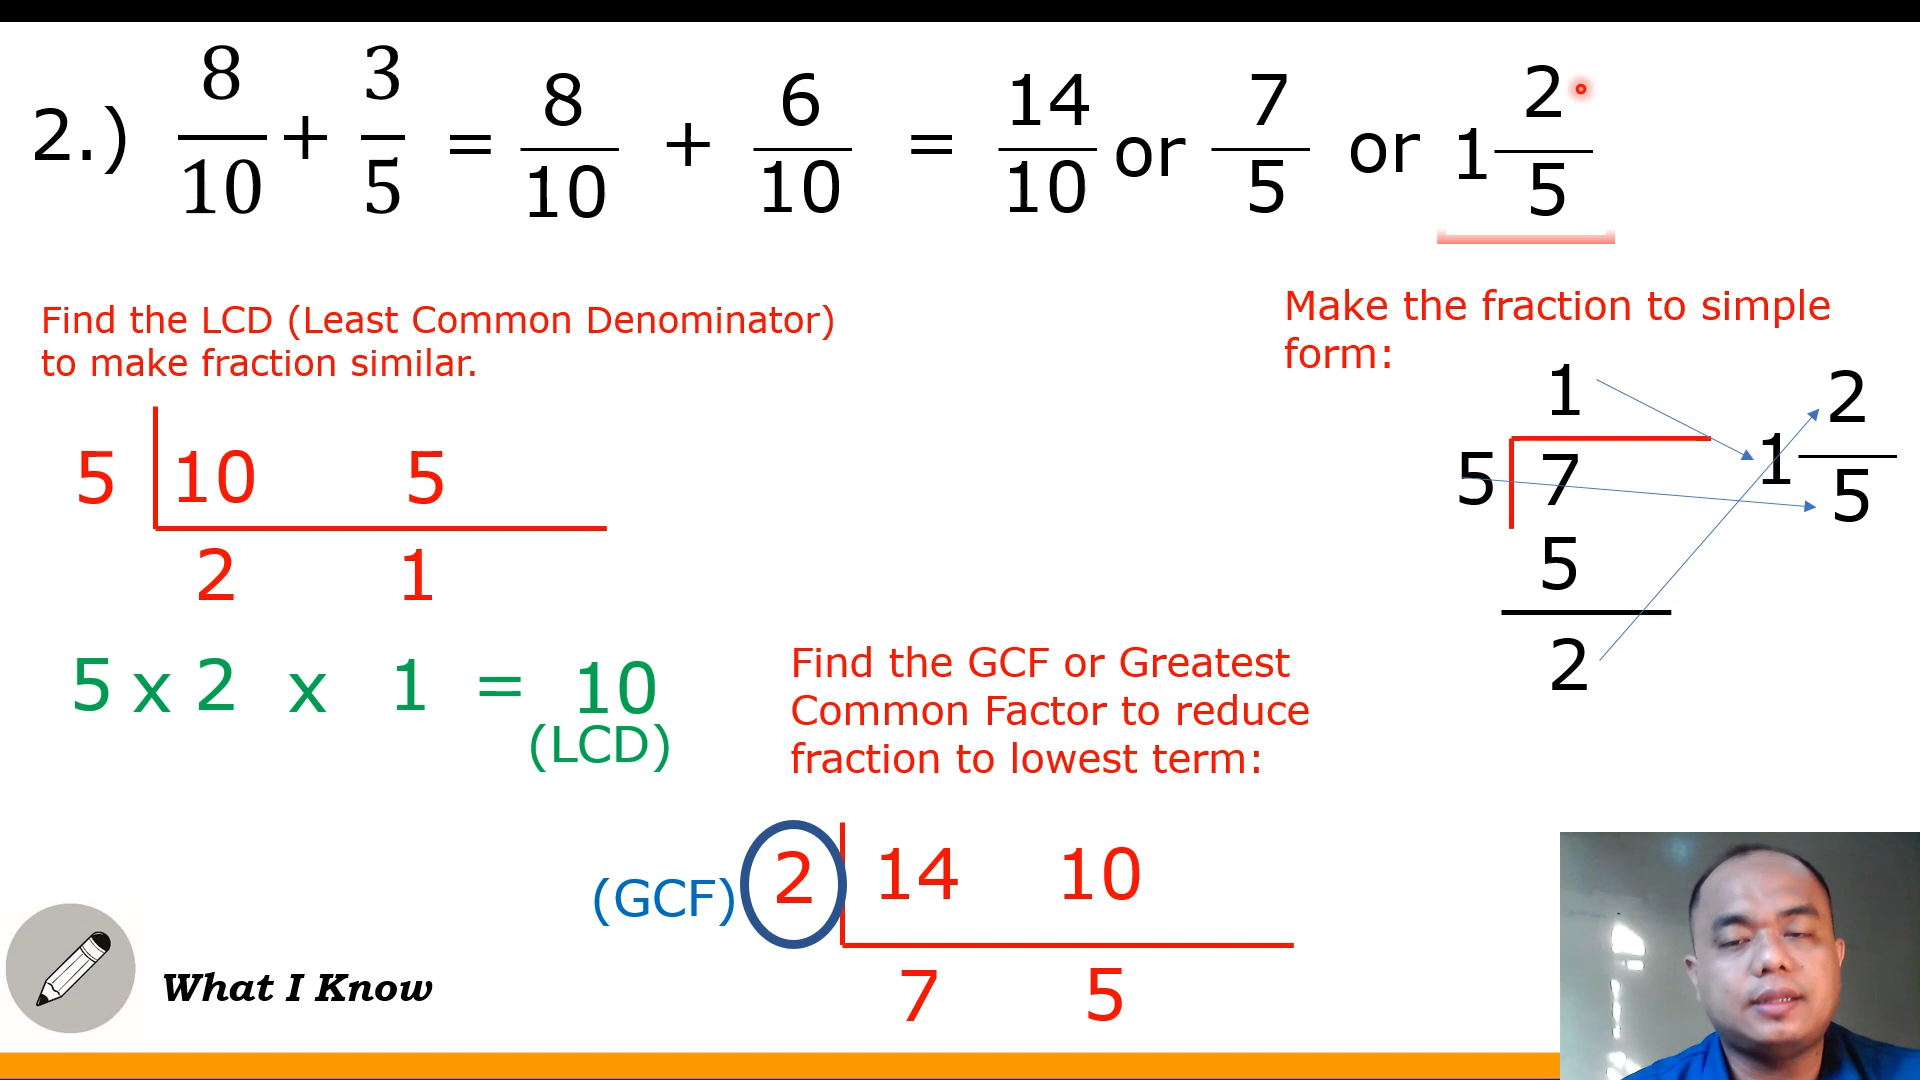 2.) 8/10 + 3/5 = 8/10 + 6/10 = 14/10 or 7/5 or 1 2/5
Find the LCD (Least Common Denominator)
to make fraction similar.
5 10 5
2 1
5 x 2 x 1 = 10
(LCD)
Make the fraction to simple
form:
1
5 7
5
2
1 2/5
Find the GCF or Greatest
Common Factor to reduce
fraction to lowest term:
(GCF) 2 14 10
7 5
What I Know